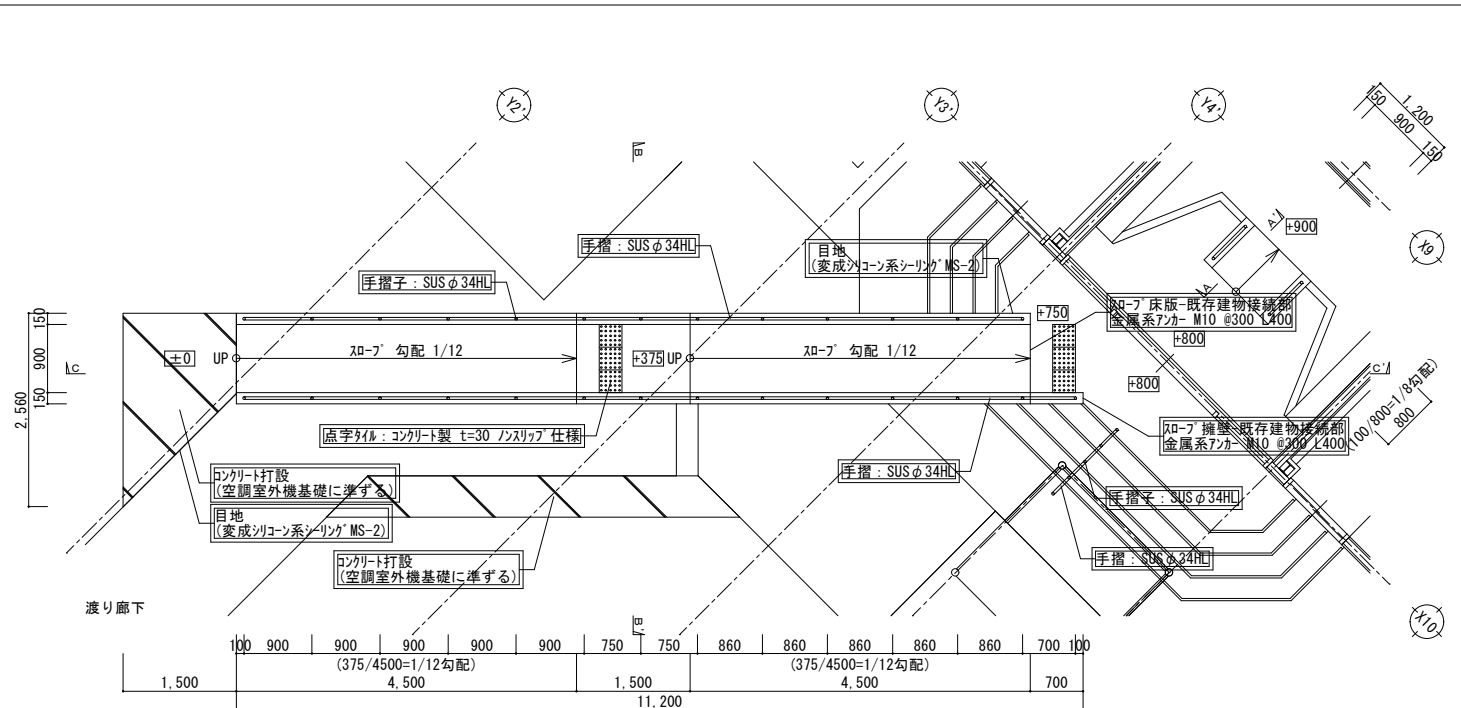 Y2'
Y3'
Y4'
150
900
150
1,200
B
A'
+900
X9
手摺：SUSφ34HL
目地
(変成ｼﾘｺｰﾝ系ｼｰﾘﾝｸﾞMS-2)
手摺子：SUSφ34HL
A
ｽﾛｰﾌﾟ床版-既存建物接続部
金属系ｱﾝｶｰ M10 @300 L400
+750
+800
150
900
150
2,560
±0
UP
ｽﾛｰﾌﾟ 勾配 1/12
+375
UP
ｽﾛｰﾌﾟ 勾配 1/12
C
C'
+800
(100/800=1/8勾配)
800
点字ﾀｲﾙ：ｺﾝｸﾘｰﾄ製 t=30 ﾉﾝｽﾘｯﾌﾟ仕様
ｽﾛｰﾌﾟ擁壁-既存建物接続部
金属系ｱﾝｶｰ M10 @300 L400
手摺：SUSφ34HL
ｺﾝｸﾘｰﾄ打設
(空調室外機基礎に準ずる)
手摺子：SUSφ34HL
目地
(変成ｼﾘｺｰﾝ系ｼｰﾘﾝｸﾞMS-2)
ｺﾝｸﾘｰﾄ打設
(空調室外機基礎に準ずる)
手摺：SUSφ34HL
渡り廊下
B'
X10
100 900 900 900 900 900 750 750 860 860 860 860 860 700 100
(375/4500=1/12勾配)
(375/4500=1/12勾配)
1,500 4,500 1,500 4,500 700
11,200